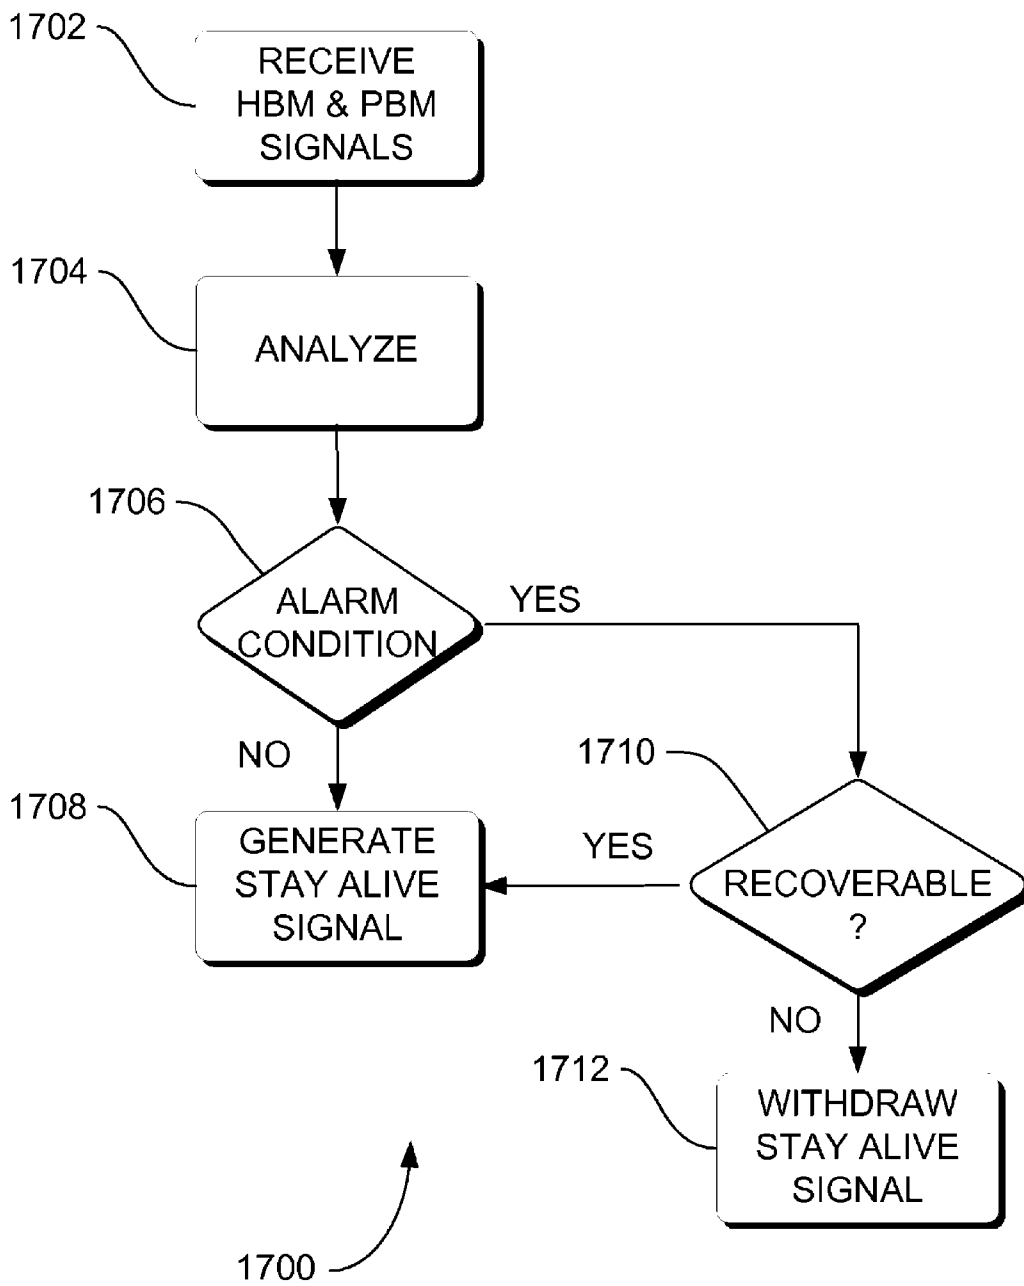 1702
RECEIVE
HBM & PBM
SIGNALS
1704
ANALYZE
1706
ALARM
CONDITION
YES
NO
1708
GENERATE
STAY ALIVE
SIGNAL
YES
1710
RECOVERABLE
?
NO
1712
WITHDRAW
STAY ALIVE
SIGNAL
1700